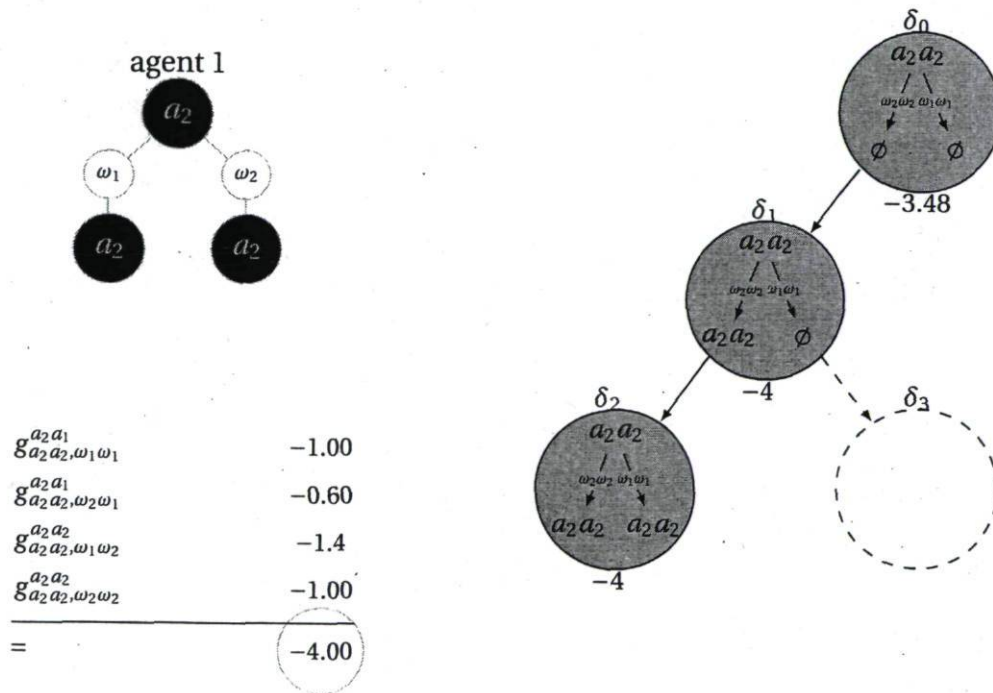 agent 1
a₂
ω₁ ω₂
a₂ a₂
g^{a₂a₁}_{a₂a₂,ω₁ω₁} −1.00
g^{a₂a₁}_{a₂a₂,ω₂ω₁} −0.60
g^{a₂a₂}_{a₂a₂,ω₁ω₂} −1.4
g^{a₂a₂}_{a₂a₂,ω₂ω₂} −1.00
= −4.00
δ₀
a₂a₂
ω₂ω₂ ω₁ω₁
∅ ∅
−3.48
δ₁
a₂a₂
ω₂ω₂ ω₁ω₁
a₂a₂ ∅
−4
δ₂
a₂a₂
ω₂ω₂ ω₁ω₁
a₂a₂ a₂a₂
−4
δ₃